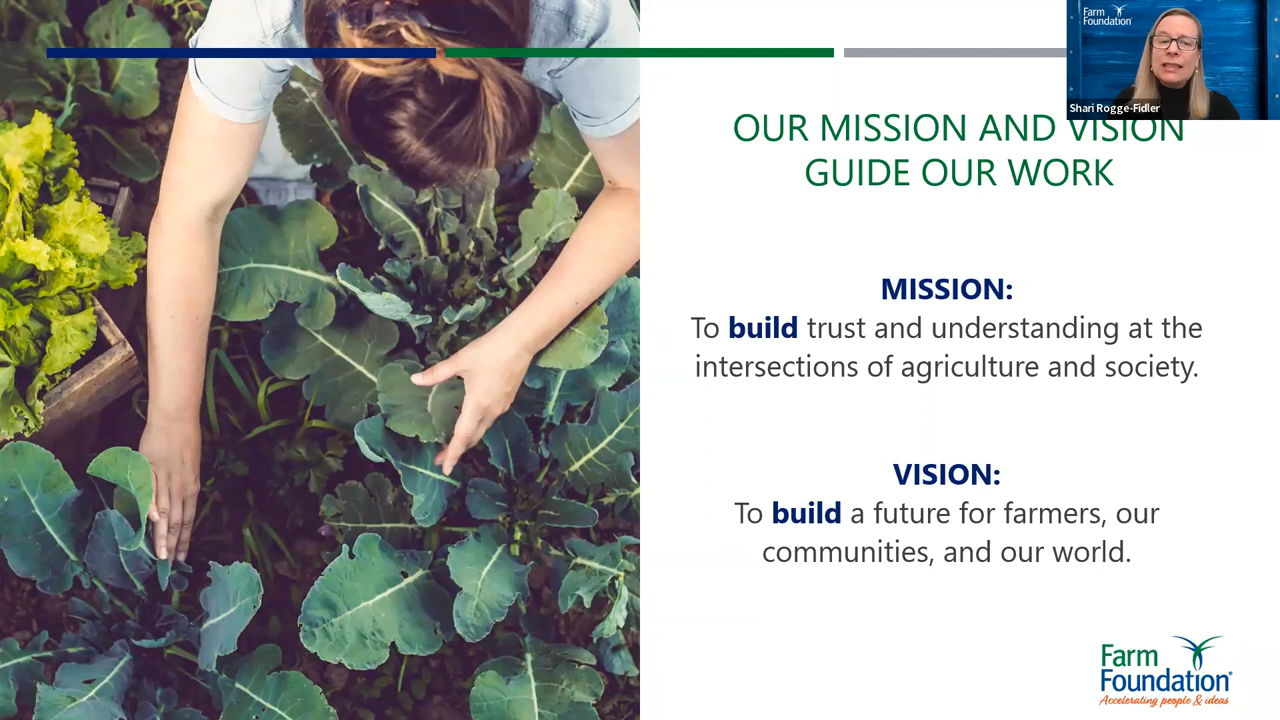 Farm
Foundation
Shari Rogge-Fidler
OUR MISSION AND VISION
GUIDE OUR WORK
MISSION:
To build trust and understanding at the
intersections of agriculture and society.
VISION:
To build a future for farmers, our
communities, and our world.
Farm
Foundation®
Accelerating people & ideas